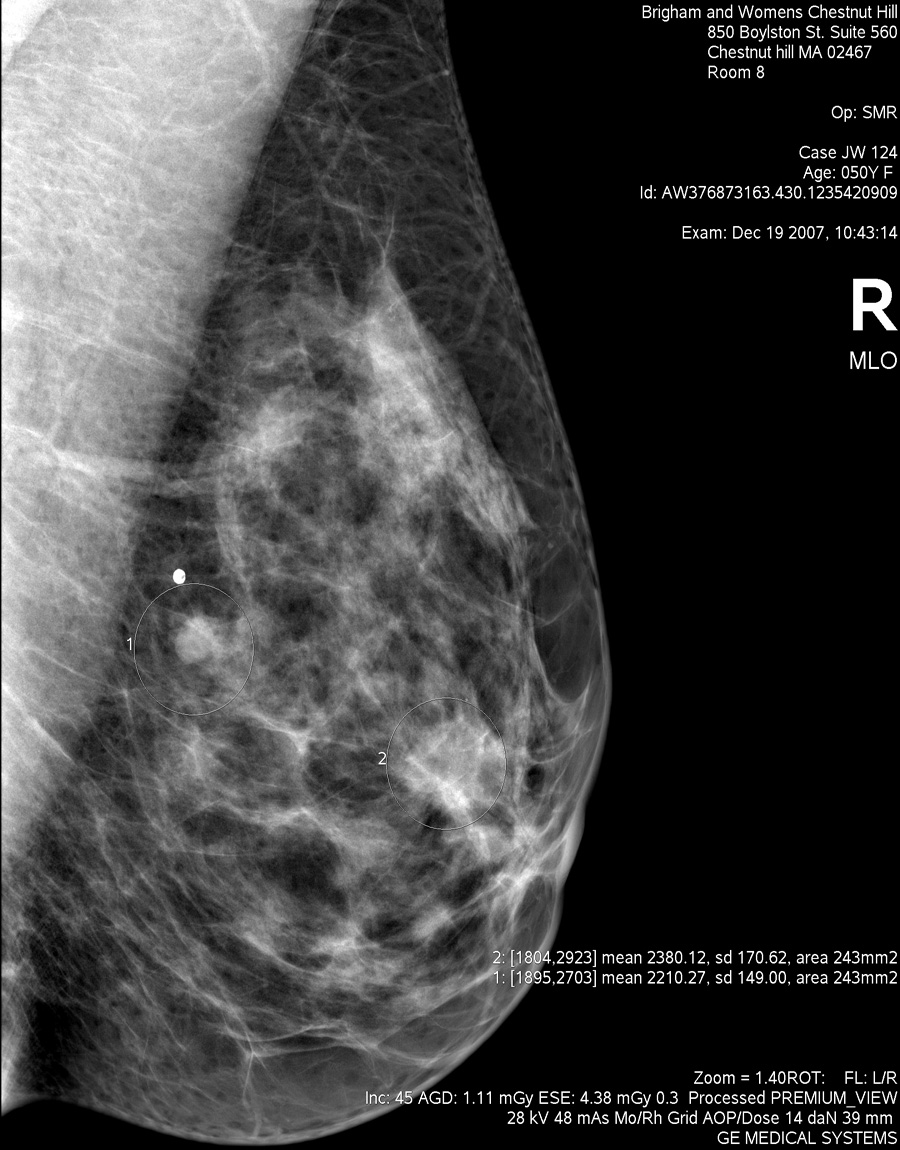 Brigham and Womens Chestnut Hill
850 Boylston St. Suite 560
Chestnut hill MA 02467
Room 8
Op: SMR
Case JW 124
Age: 050Y F
Id: AW376873163.430.1235420909
Exam: Dec 19 2007, 10:43:14
R
MLO
1
2
2: [1804,2923] mean 2380.12, sd 170.62, area 243mm2
1: [1895,2703] mean 2210.27, sd 149.00, area 243mm2
Zoom = 1.40ROT: FL: L/R
Inc: 45 AGD: 1.11 mGy ESE: 4.38 mGy 0.3 Processed PREMIUM_VIEW
28 kV 48 mAs Mo/Rh Grid AOP/Dose 14 daN 39 mm
GE MEDICAL SYSTEMS